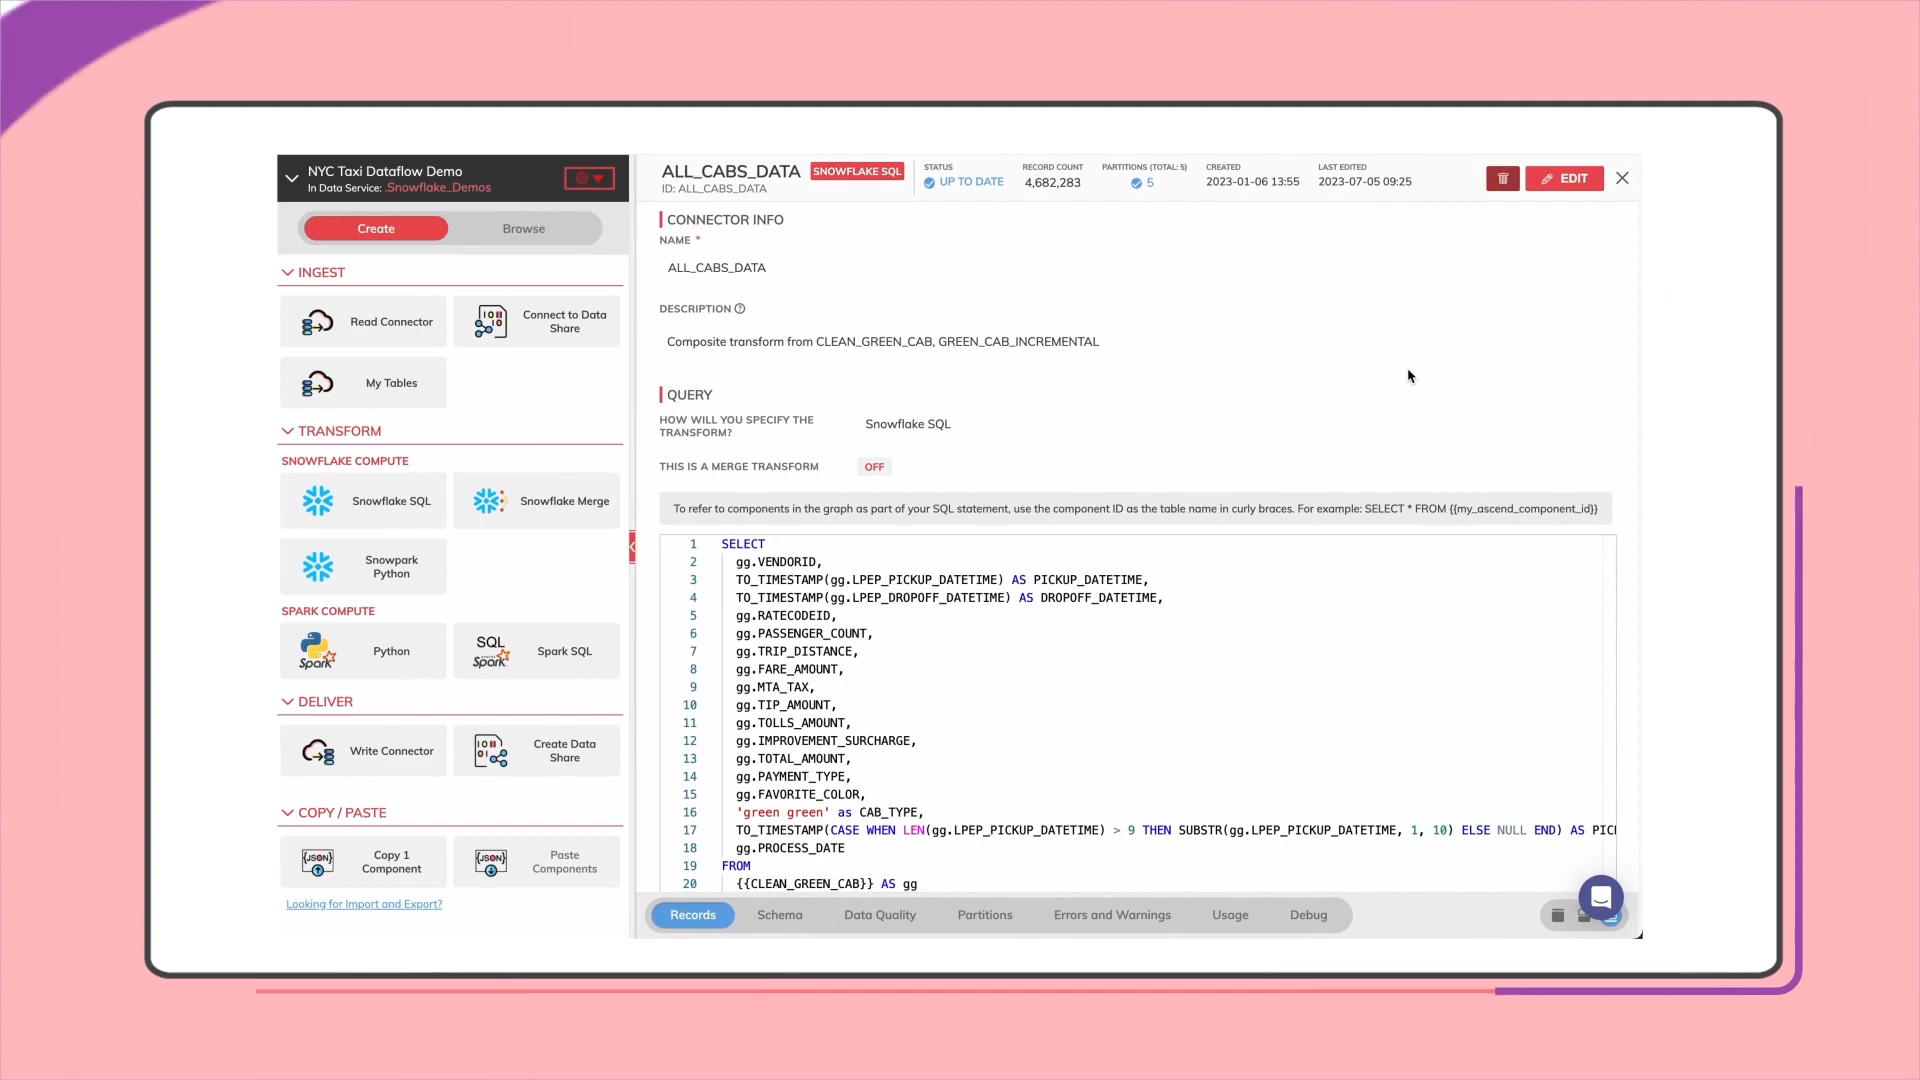 NYC Taxi Dataflow Demo
In Data Service: .Snowflake_Demos
Create
Browse
INGEST
Read Connector
Connect to Data
Share
My Tables
TRANSFORM
SNOWFLAKE COMPUTE
Snowflake SQL
Snowflake Merge
Snowpark
Python
SPARK COMPUTE
Spark
Python
SQL
Spark
Spark SQL
DELIVER
Write Connector
Create Data
Share
COPY / PASTE
{JSON}
Copy 1
Component
{JSON}
Paste
Components
Looking for Import and Export?
ALL_CABS_DATA
SNOWFLAKE SQL
ID: ALL_CABS_DATA
STATUS
UP TO DATE
RECORD COUNT
4,682,283
PARTITIONS (TOTAL: 5)
5
CREATED
2023-01-06 13:55
LAST EDITED
2023-07-05 09:25
EDIT
CONNECTOR INFO
NAME *
ALL_CABS_DATA
DESCRIPTION
Composite transform from CLEAN_GREEN_CAB, GREEN_CAB_INCREMENTAL
QUERY
HOW WILL YOU SPECIFY THE
TRANSFORM?
Snowflake SQL
THIS IS A MERGE TRANSFORM
OFF
To refer to components in the graph as part of your SQL statement, use the component ID as the table name in curly braces. For example: SELECT * FROM {{my_ascend_component_id}}
1 SELECT
2 gg.VENDORID,
3 TO_TIMESTAMP(gg.LPEP_PICKUP_DATETIME) AS PICKUP_DATETIME,
4 TO_TIMESTAMP(gg.LPEP_DROPOFF_DATETIME) AS DROPOFF_DATETIME,
5 gg.RATECODEID,
6 gg.PASSENGER_COUNT,
7 gg.TRIP_DISTANCE,
8 gg.FARE_AMOUNT,
9 gg.MTA_TAX,
10 gg.TIP_AMOUNT,
11 gg.TOLLS_AMOUNT,
12 gg.IMPROVEMENT_SURCHARGE,
13 gg.TOTAL_AMOUNT,
14 gg.PAYMENT_TYPE,
15 gg.FAVORITE_COLOR,
16 'green green' as CAB_TYPE,
17 TO_TIMESTAMP(CASE WHEN LEN(gg.LPEP_PICKUP_DATETIME) > 9 THEN SUBSTR(gg.LPEP_PICKUP_DATETIME, 1, 10) ELSE NULL END) AS
18 gg.PROCESS_DATE
19 FROM
20 {{CLEAN_GREEN_CAB}} AS gg
Records
Schema
Data Quality
Partitions
Errors and Warnings
Usage
Debug